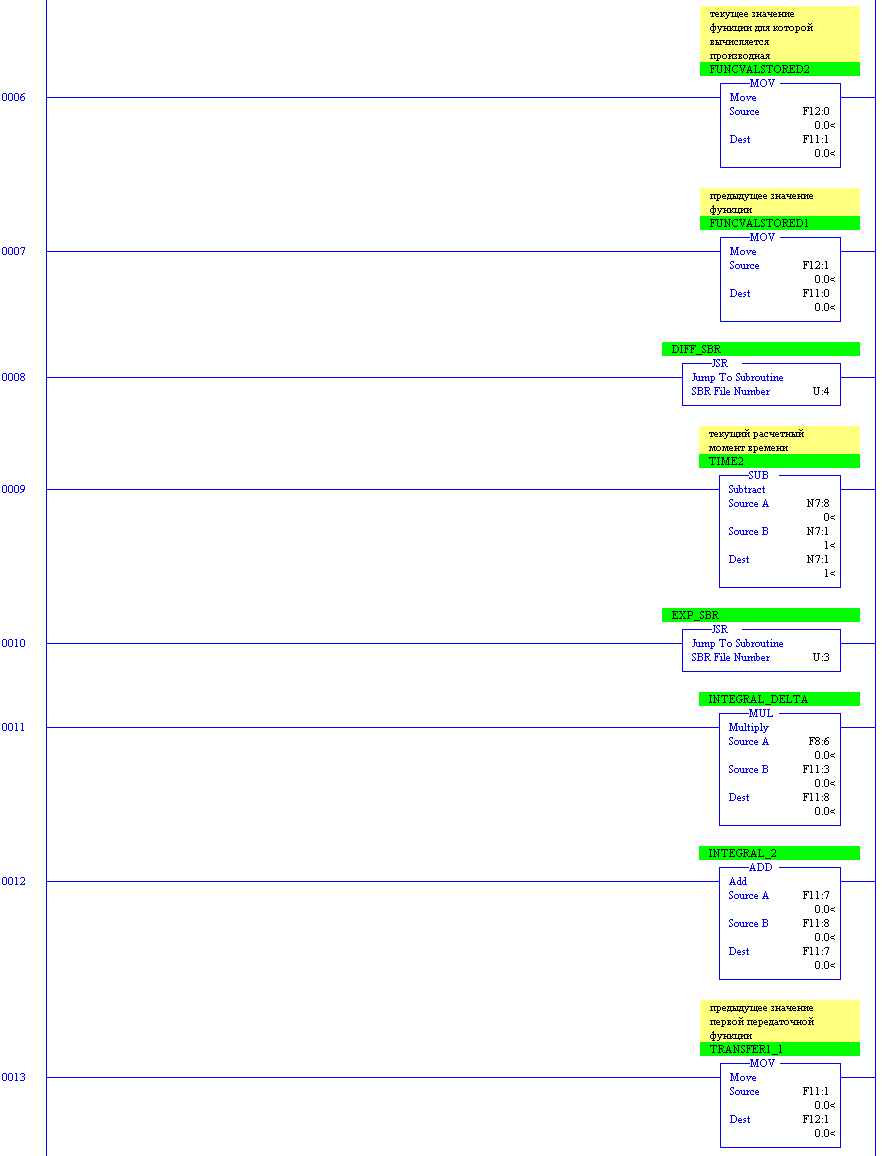 текущее значение
функции для которой
вычисляется
производная
FUNCVALSTORED2
0006
MOV
Move
Source F12:0
0.0<
Dest F11:1
0.0<
предыдущее значение
функции
FUNCVALSTORED1
0007
MOV
Move
Source F12:1
0.0<
Dest F11:0
0.0<
DIFF_SBR
0008
JSR
Jump To Subroutine
SBR File Number U:4
текущий расчетный
момент времени
TIME2
0009
SUB
Subtract
Source A N7:8
0<
Source B N7:1
1<
Dest N7:1
1<
EXP_SBR
0010
JSR
Jump To Subroutine
SBR File Number U:3
INTEGRAL_DELTA
0011
MUL
Multiply
Source A F8:6
0.0<
Source B F11:3
0.0<
Dest F11:8
0.0<
INTEGRAL_2
0012
ADD
Add
Source A F11:7
0.0<
Source B F11:8
0.0<
Dest F11:7
0.0<
предыдущее значение
первой передаточной
функции
TRANSFER1_1
0013
MOV
Move
Source F11:1
0.0<
Dest F12:1
0.0<